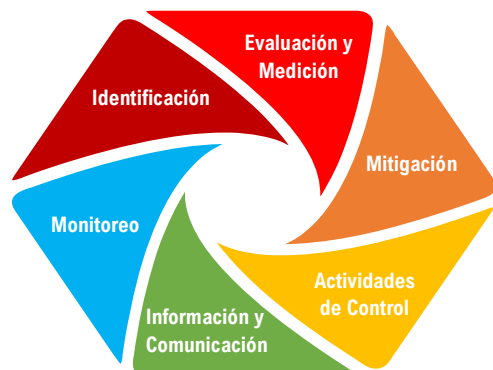 Evaluación y
Medición
Identificación
Mitigación
Monitoreo
Actividades
de Control
Información y
Comunicación